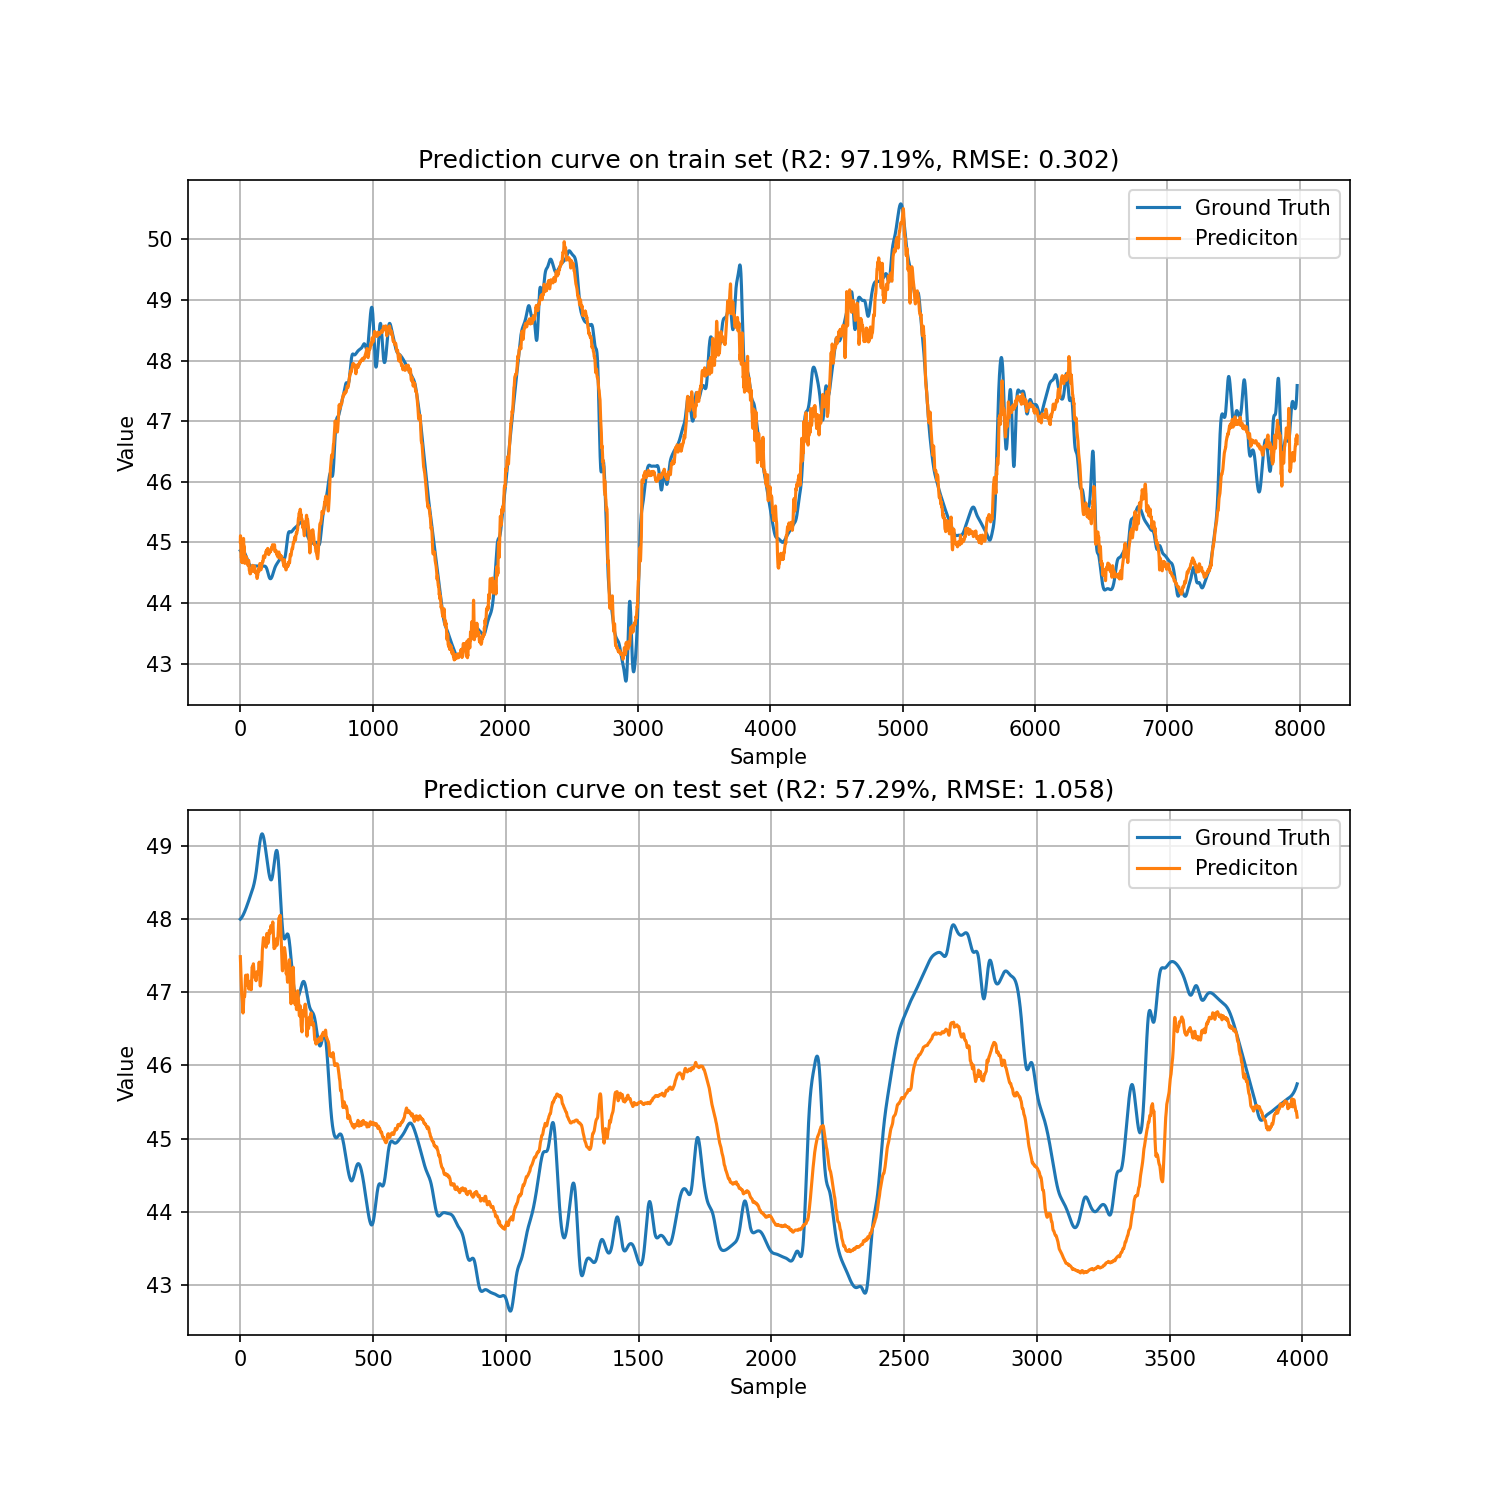 Prediction curve on train set (R2: 97.19%, RMSE: 0.302)
Ground Truth
Prediciton
Value
50
49
48
47
46
45
44
43
0 1000 2000 3000 4000 5000 6000 7000 8000
Sample
Prediction curve on test set (R2: 57.29%, RMSE: 1.058)
Ground Truth
Prediciton
Value
49
48
47
46
45
44
43
0 500 1000 1500 2000 2500 3000 3500 4000
Sample